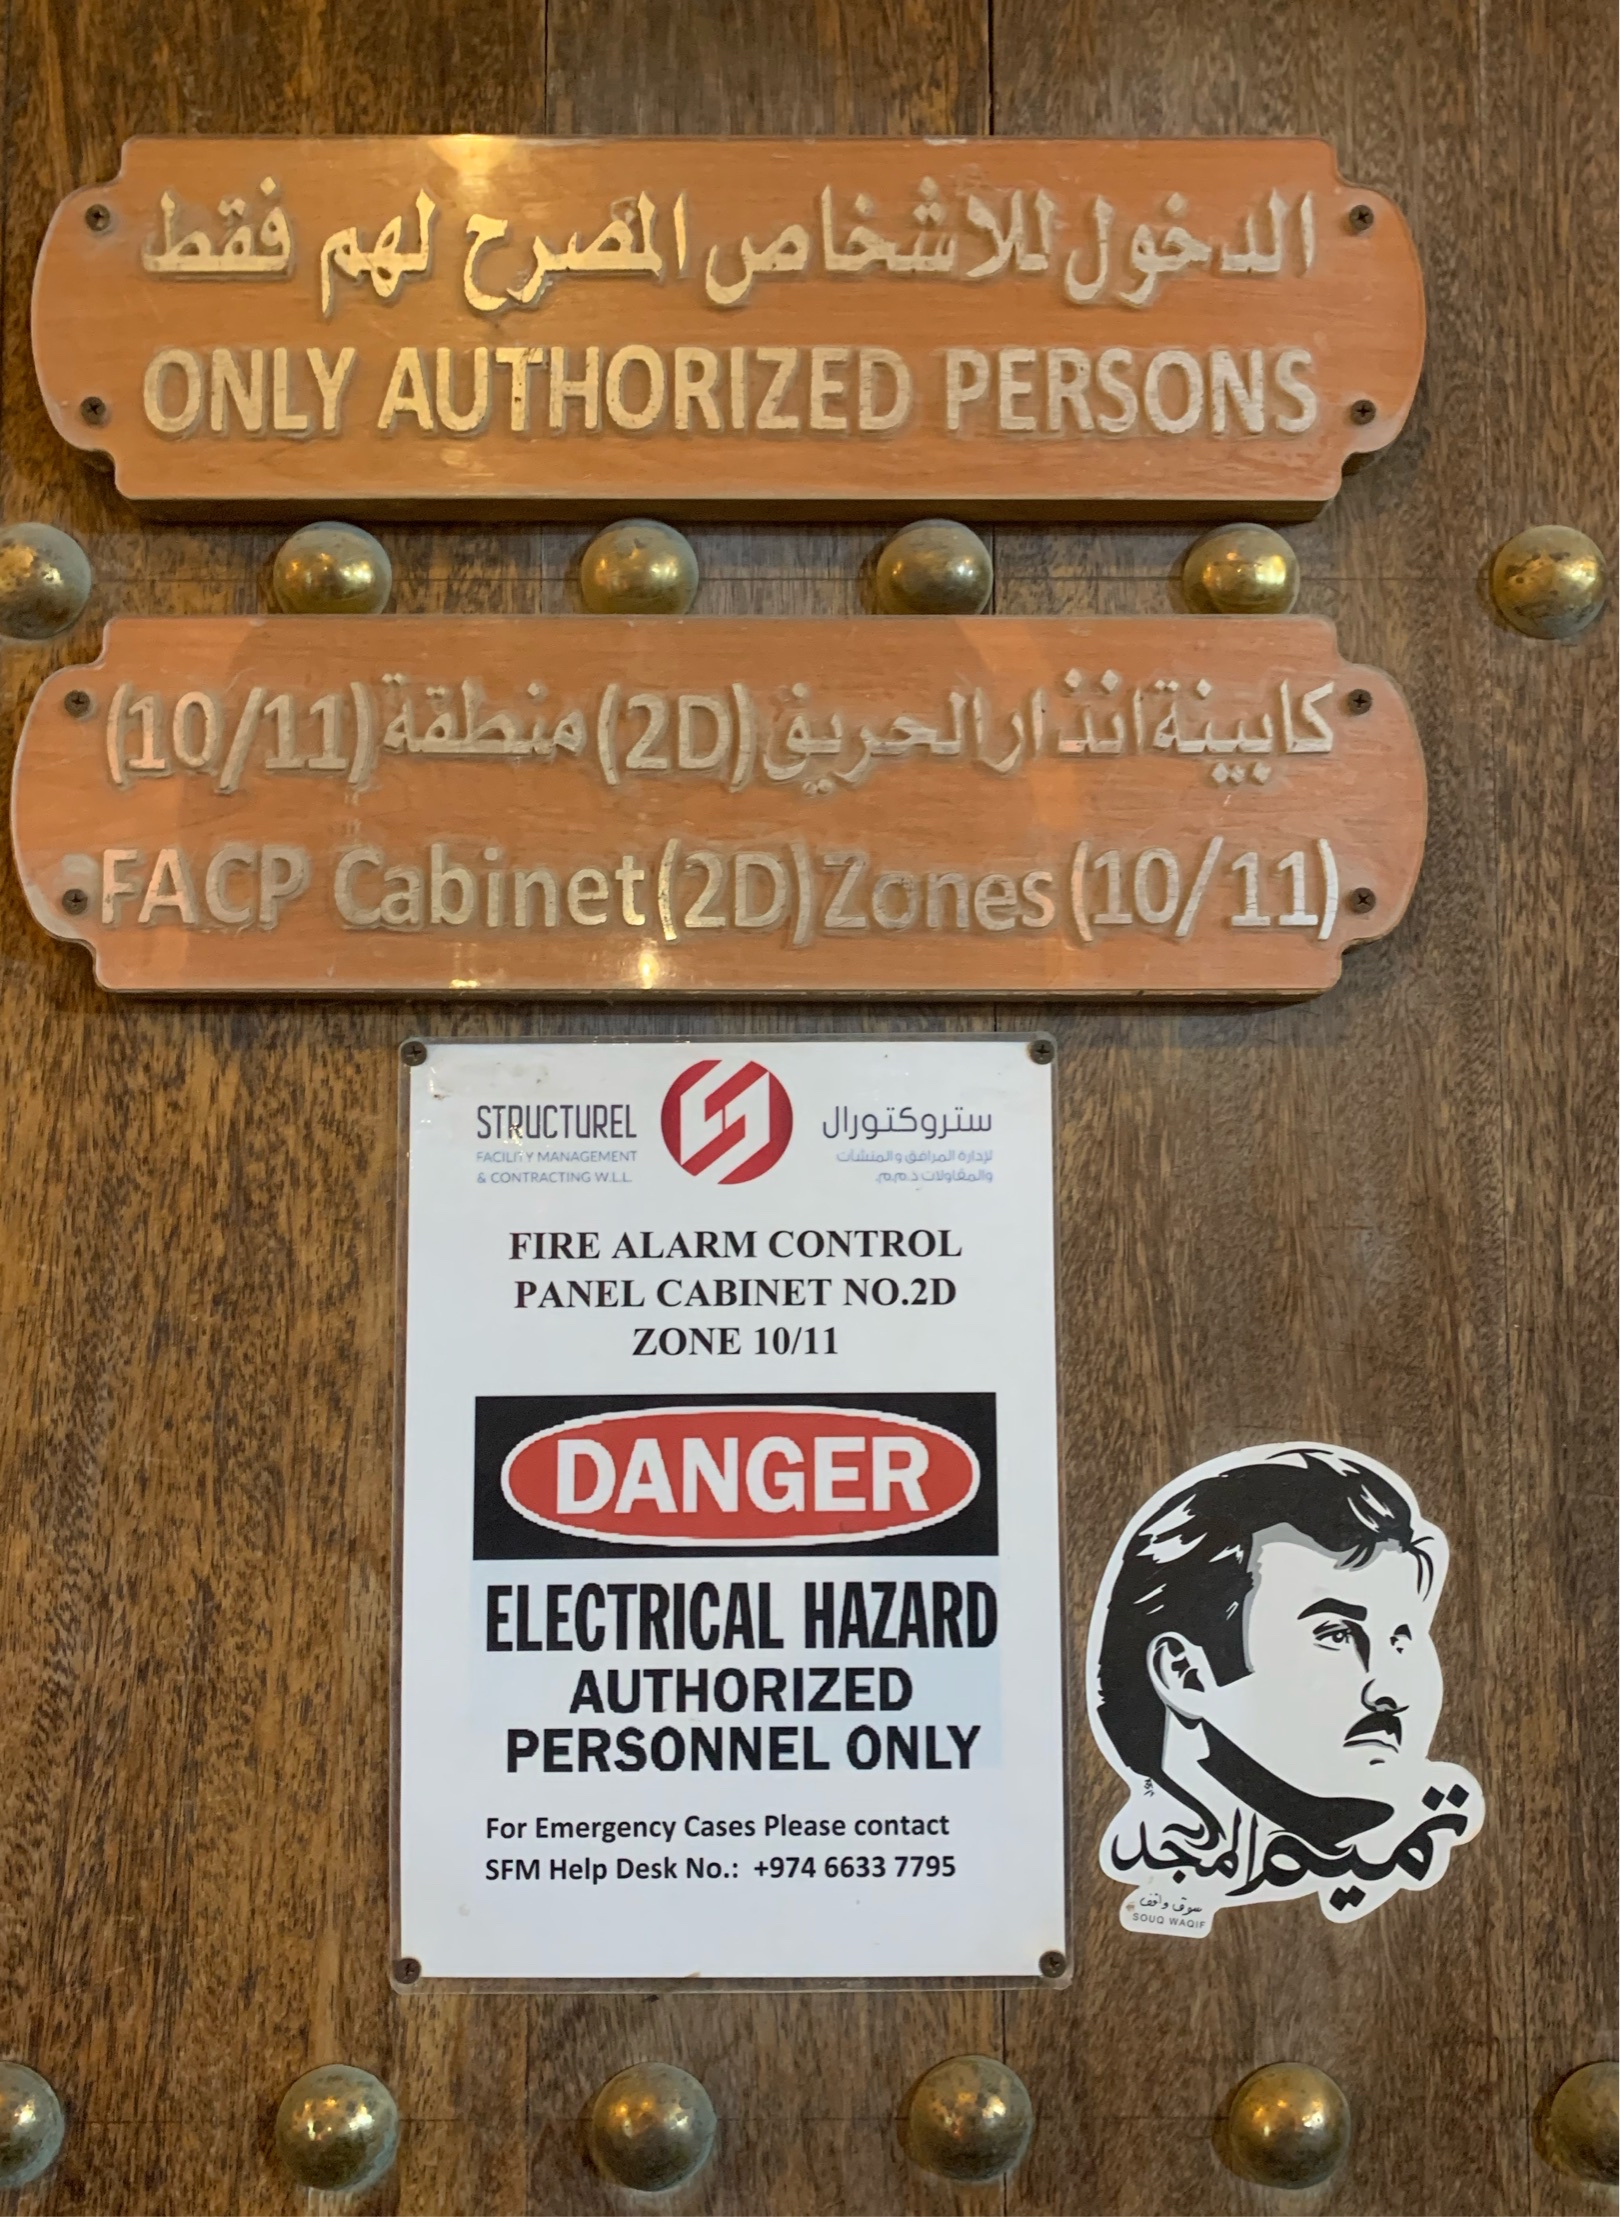 الدخول للاشخاص المصرح لهم فقط
ONLY AUTHORIZED PERSONS
كابينة انذار الحريق (2D) منطقة (10/11)
FACP Cabinet (2D) Zones (10/11)
STRUCTUREL
FACILITY MANAGEMENT
& CONTRACTING W.L.L.
ستروكتورال
لإدارة المرافق والمنشآت
والمقاولات ذ.م.م.
FIRE ALARM CONTROL
PANEL CABINET NO.2D
ZONE 10/11
DANGER
ELECTRICAL HAZARD
AUTHORIZED
PERSONNEL ONLY
For Emergency Cases Please contact
SFM Help Desk No.: +974 6633 7795
تميم المجد
سوق واقف
SOUQ WAQIF